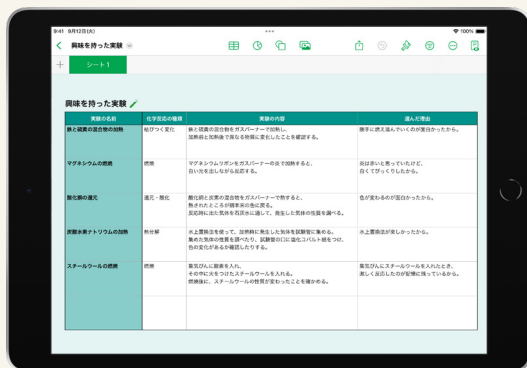 9:41 9月12日(火)
100%
興味を持った実験
シート1
興味を持った実験
実験の名前 化学反応の種類 実験の内容 選んだ理由
鉄と硫黄の混合物の加熱 結びつく変化 鉄と硫黄の混合物をガスバーナーで加熱し、 勝手に燃え進んでいくのが面白かったから。
加熱前と加熱後で異なる物質に変化したことを確認する。
マグネシウムの燃焼 燃焼 マグネシウムリボンをガスバーナーの炎で加熱すると、 炎は赤いと思っていたけど、
白い光を出しながら反応する。 白くてびっくりしたから。
酸化銅の還元 還元・酸化 酸化銅と炭素の混合物をガスバーナーで熱すると、 色が変わるのが面白かったから。
熱されたところが銅本来の色に戻る。
反応時に出た気体を石灰水に通して、発生した気体の性質を調べる。
炭酸水素ナトリウムの加熱 熱分解 水上置換法を使って、加熱時に発生した気体を試験管に集める。 水上置換法が楽しかったから。
集めた気体の性質を調べたり、試験管の口に塩化コバルト紙をつけ、
色の変化があるか確認したりする。
スチールウールの燃焼 燃焼 集気びんに酸素を入れ、 集気びんにスチールウールを入れたとき、
その中に火をつけたスチールウールを入れる。 激しく反応したのが記憶に残っているから。
燃焼後に、スチールウールの性質が変わったことを確かめる。